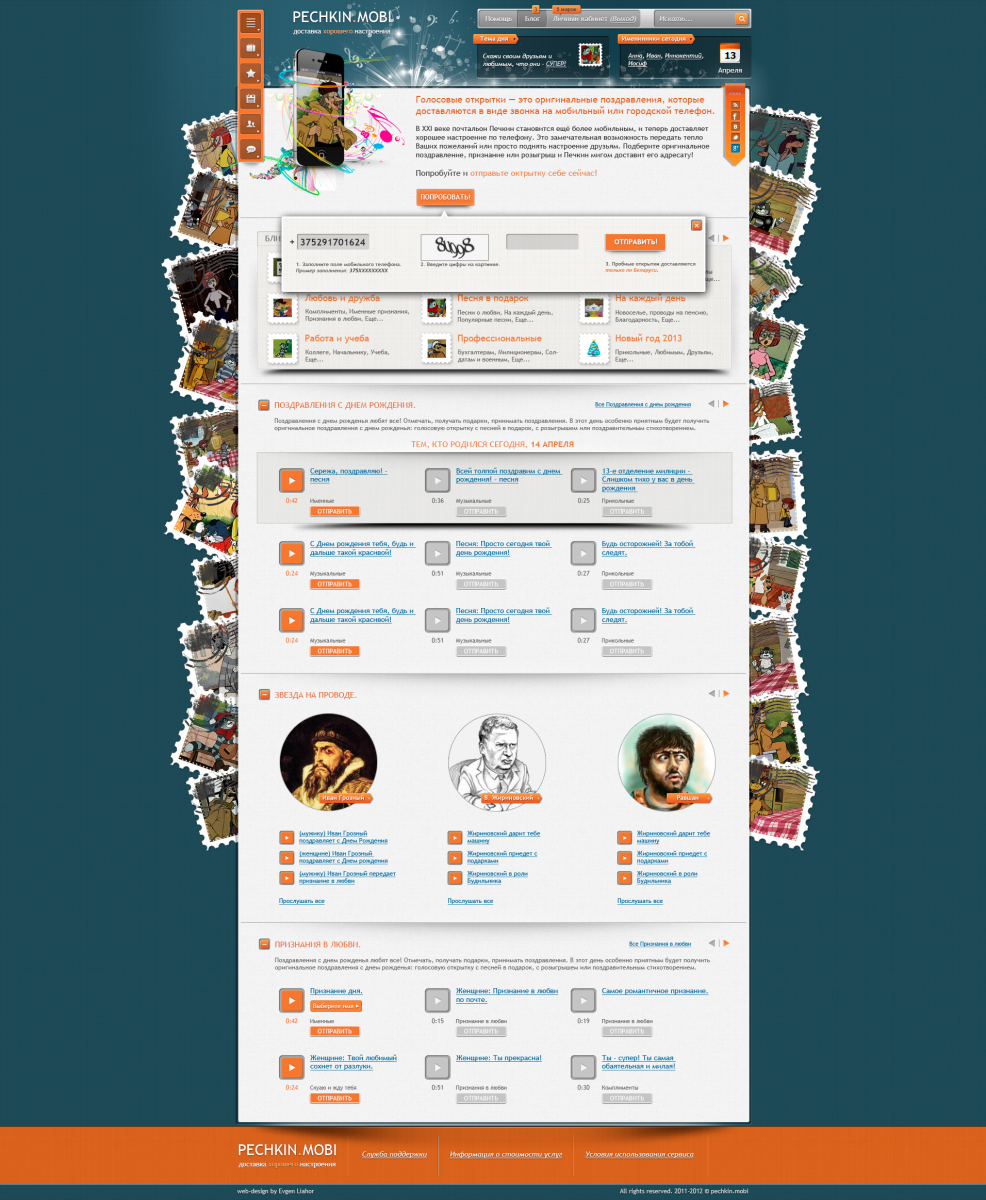 PECHKIN.MOBI
доставка хорошего настроения
Помощь
3
Блог
5 марок
Личный кабинет (Выход)
Искать...
Тема дня
Скажи своим друзьям и
любимым, что они - СУПЕР!
Именинники сегодня
Анна, Иван, Иннокентий,
Иосиф
13
Апреля
Голосовые открытки — это оригинальные поздравления, которые
доставляются в виде звонка на мобильный или городской телефон.
В XXI веке почтальон Печкин становится ещё более мобильным, и теперь доставляет
хорошее настроение по телефону. Это замечательная возможность передать тепло
Ваших пожеланий или просто поднять настроение друзьям. Подберите оригинальное
поздравление, признание или розыгрыш и Печкин мигом доставит его адресату!
Попробуйте и отправьте октрытку себе сейчас!
ПОПРОБОВАТЬ!
+ 375291701624
ОТПРАВИТЬ!
1. Заполните поле мобильного телефона.
Пример заполнения: 375XXXXXXXXX
2. Введите цифры на картинке.
3. Пробные открытки доставляются
только по Беларуси.
Любовь и дружба
Комплименты, Именные признания,
Признания в любви, Еще...
Песня в подарок
Песни о любви, На каждый день,
Популярные песни, Еще...
На каждый день
Новоселье, проводы на пенсию,
Благодарность, Еще...
Работа и учеба
Коллеге, Начальнику, Учеба,
Еще...
Профессиональные
Бухгалтерам, Милиционерам, Сол-
датам и военным, Еще...
Новый год 2013
Прикольные, Любимым, Друзьям,
Еще...
ПОЗДРАВЛЕНИЯ С ДНЕМ РОЖДЕНИЯ.
Все Поздравления с днем рождения
Поздравления с днем рожденья любят все! Отмечать, получать подарки, принимать поздравления. В этот день особенно приятным будет получить
оригинальное поздравления с днем рожденья: голосовую открытку с песней в подарок, с розыгрышем или поздравительным стихотворением.
ТЕМ, КТО РОДИЛСЯ СЕГОДНЯ, 14 АПРЕЛЯ
Сережа, поздравляю! -
песня
0:42
Именные
ОТПРАВИТЬ
Всей толпой поздравим с днем
рождения! - песня
0:36
Музыкальные
ОТПРАВИТЬ
13-е отделение милиции -
Слишком тихо у вас в день
рождения
0:25
Прикольные
ОТПРАВИТЬ
С Днем рождения тебя, будь и
дальше такой красивой!
0:24
Музыкальные
ОТПРАВИТЬ
Песня: Просто сегодня твой
день рождения!
0:51
Музыкальные
ОТПРАВИТЬ
Будь осторожней! За тобой
следят.
0:27
Прикольные
ОТПРАВИТЬ
С Днем рождения тебя, будь и
дальше такой красивой!
0:24
Музыкальные
ОТПРАВИТЬ
Песня: Просто сегодня твой
день рождения!
0:51
Музыкальные
ОТПРАВИТЬ
Будь осторожней! За тобой
следят.
0:27
Прикольные
ОТПРАВИТЬ
ЗВЕЗДА НА ПРОВОДЕ.
Иван Грозный
В. Жириновский
Равшан
(мужику) Иван Грозный
поздравляет с Днем Рождения
(женщине) Иван Грозный
поздравляет с Днем рождения
(мужику) Иван Грозный передает
признание в любви
Прослушать все
Жириновский дарит тебе
машину
Жириновский приедет с
подарками
Жириновский в роли
Будильника
Прослушать все
Жириновский дарит тебе
машину
Жириновский приедет с
подарками
Жириновский в роли
Будильника
Прослушать все
ПРИЗНАНИЯ В ЛЮБВИ.
Все Признания в любви
Поздравления с днем рожденья любят все! Отмечать, получать подарки, принимать поздравления. В этот день особенно приятным будет получить
оригинальное поздравления с днем рожденья: голосовую открытку с песней в подарок, с розыгрышем или поздравительным стихотворением.
Признание дня.
Выберите имя
0:42
Именные
ОТПРАВИТЬ
Женщине: Признание в любви
по почте.
0:15
Признания в любви
ОТПРАВИТЬ
Самое романтичное признание.
0:19
Признания в любви
ОТПРАВИТЬ
Женщине: Твой любимый
сохнет от разлуки.
0:24
Скучаю и жду тебя
ОТПРАВИТЬ
Женщине: Ты прекрасна!
0:51
Признания в любви
ОТПРАВИТЬ
Ты - супер! Ты самая
обаятельная и милая!
0:30
Комплименты
ОТПРАВИТЬ
PECHKIN.MOBI
доставка хорошего настроения
Служба поддержки
Информация о стоимости услуг
Условия использования сервиса
web-design by Evgen Liahor
All rights reserved. 2011-2012 © pechkin.mobi